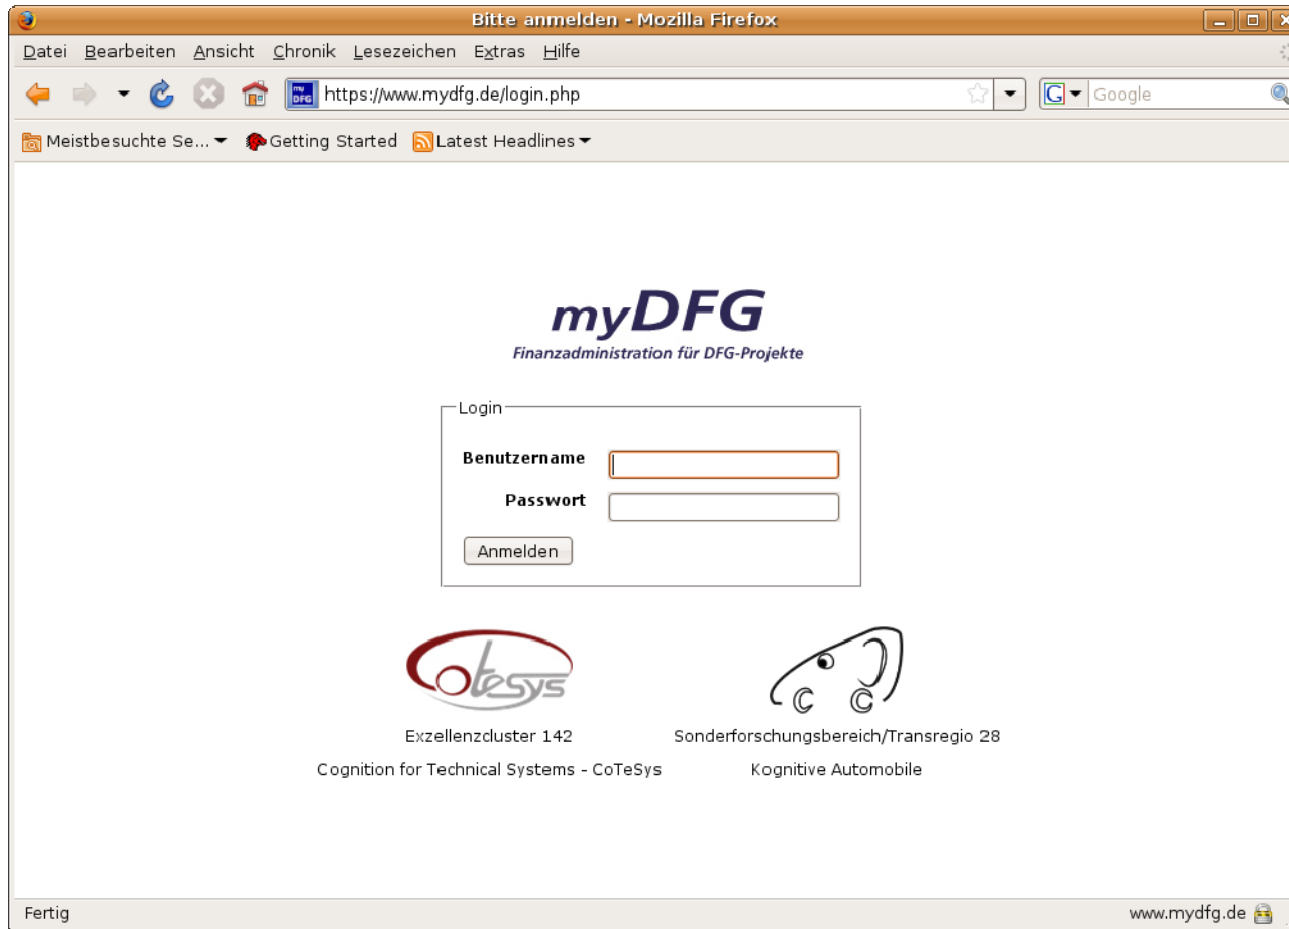 Bitte anmelden - Mozilla Firefox
Datei Bearbeiten Ansicht Chronik Lesezeichen Extras Hilfe
my DFG https://www.mydfg.de/login.php G Google
Meistbesuchte Se... Getting Started Latest Headlines
myDFG
Finanzadministration für DFG-Projekte
Login
Benutzername
Passwort
Anmelden
Cotesys
Exzellenzcluster 142 Sonderforschungsbereich/Transregio 28
Cognition for Technical Systems - CoTeSys Kognitive Automobile
Fertig www.mydfg.de